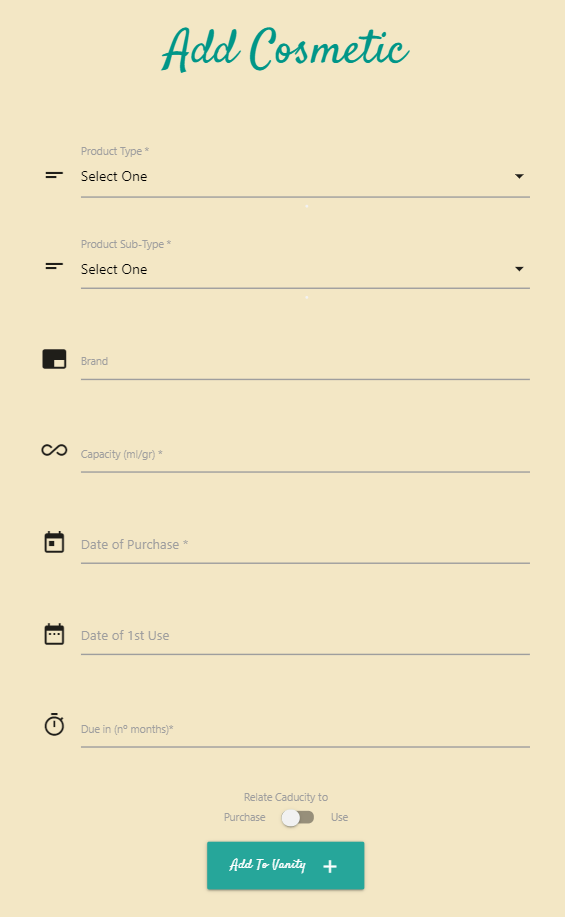 Add Cosmetic
Product Type *
Select One
Product Sub-Type *
Select One
Brand
Capacity (ml/gr) *
Date of Purchase *
Date of 1st Use
Due in (nº months)*
Relate Caducity to
Purchase Use
Add To Vanity +